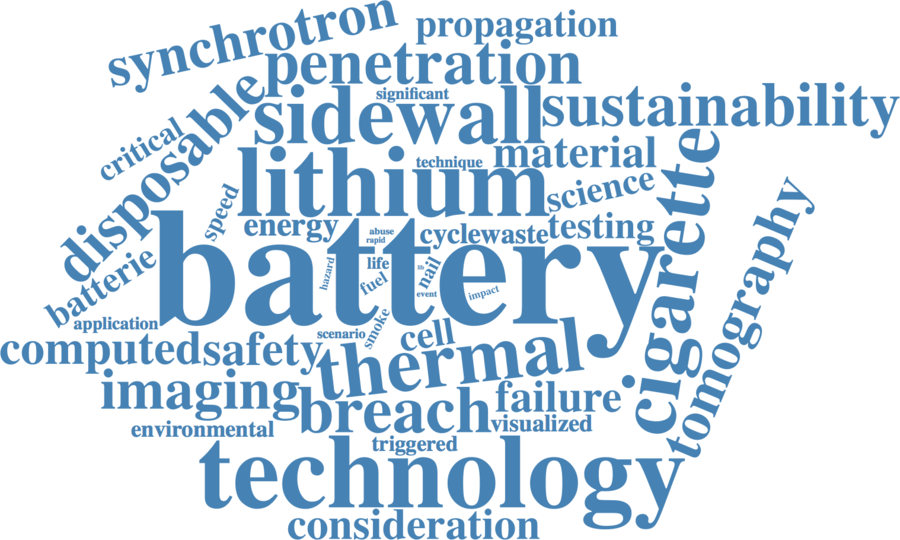 synchrotron
propagation
penetration
significant
disposable
sidewall
sustainability
critical
lithium
technique
material
cigarette
science
speed
energy
abuse
rapid
cyclewaste
testing
tomography
battery
batterie
hazard
life
fuel
nail
event
impact
application
scenario
smoke
cell
computed
safety
thermal
imaging
breach
failure
environmental
visualized
triggered
technology
consideration